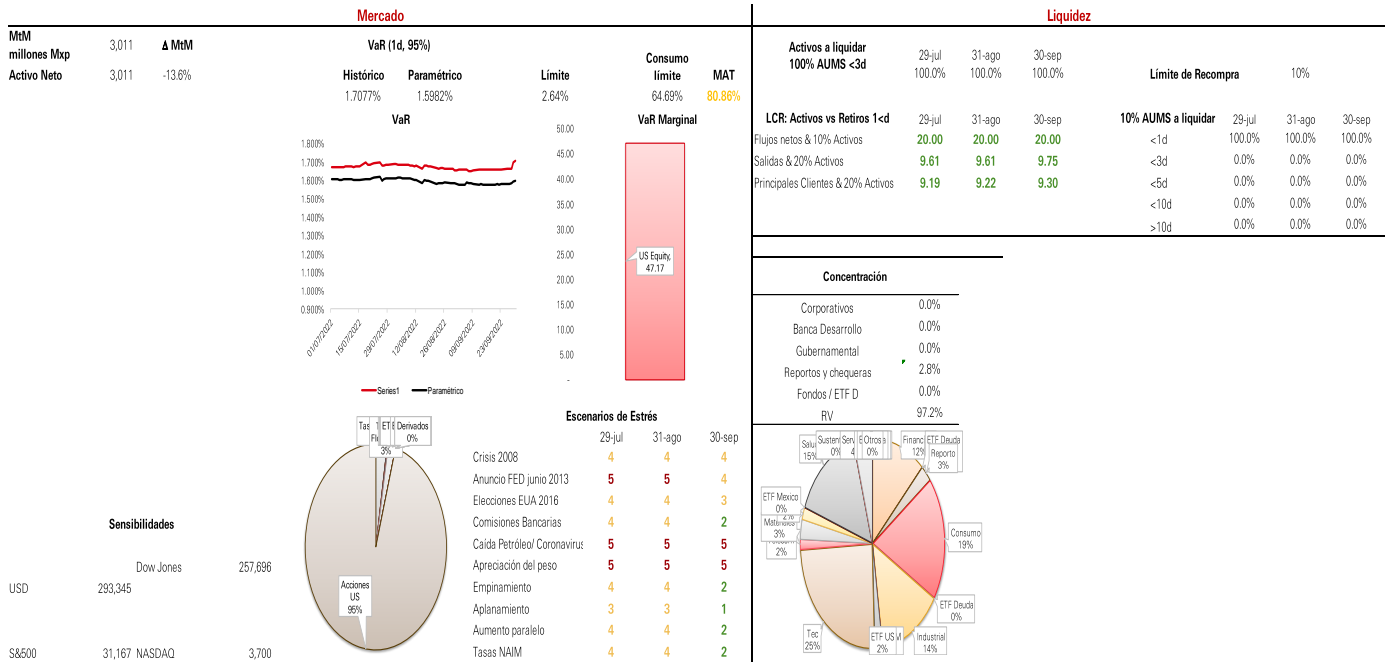 Mercado
MtM
millones Mxp 3,011 Δ MtM
Activo Neto 3,011 -13.6%
VaR (1d, 95%)
Histórico Paramétrico Límite Consumo límite MAT
1.7077% 1.5982% 2.64% 64.69% 80.86%
VaR
1.800%
1.700%
1.600%
1.500%
1.400%
1.300%
1.200%
1.100%
1.000%
0.900%
01/07/2022 15/07/2022 29/07/2022 12/08/2022 26/08/2022 09/09/2022 23/09/2022
Series1 Paramétrico
VaR Marginal
50.00
45.00
40.00
35.00
30.00
25.00
20.00
15.00
10.00
5.00
-
US Equity,
47.17
Derivados
0%
3%
Acciones
US
95%
Sensibilidades
Dow Jones 257,696
USD 293,345
S&500 31,167 NASDAQ 3,700
Escenarios de Estrés
29-jul 31-ago 30-sep
Crisis 2008 4 4 4
Anuncio FED junio 2013 5 5 4
Elecciones EUA 2016 4 4 3
Comisiones Bancarias 4 4 2
Caida Petróleo/ Coronavirus 5 5 5
Apreciación del peso 5 5 5
Empinamiento 4 4 2
Aplanamiento 3 3 1
Aumento paralelo 4 4 2
Tasas NAIM 4 4 2
Liquidez
Activos a liquidar
100% AUMS <3d
29-jul 31-ago 30-sep
100.0% 100.0% 100.0%
Límite de Recompra 10%
LCR: Activos vs Retiros 1<d 29-jul 31-ago 30-sep
Flujos netos & 10% Activos 20.00 20.00 20.00
Salidas & 20% Activos 9.61 9.61 9.75
Principales Clientes & 20% Activos 9.19 9.22 9.30
10% AUMS a liquidar 29-jul 31-ago 30-sep
<1d 100.0% 100.0% 100.0%
<3d 0.0% 0.0% 0.0%
<5d 0.0% 0.0% 0.0%
<10d 0.0% 0.0% 0.0%
>10d 0.0% 0.0% 0.0%
Concentración
Corporativos 0.0%
Banca Desarrollo 0.0%
Gubernamental 0.0%
Reportos y chequeras 2.8%
Fondos / ETF D 0.0%
RV 97.2%
Otros
0%
12%
ETF Deuda
Reporto
3%
Consumo
19%
ETF Deuda
0%
Industrial
14%
ETF US
2%
Tec
25%
2%
3%
ETF Mexico
0%
15%
0%